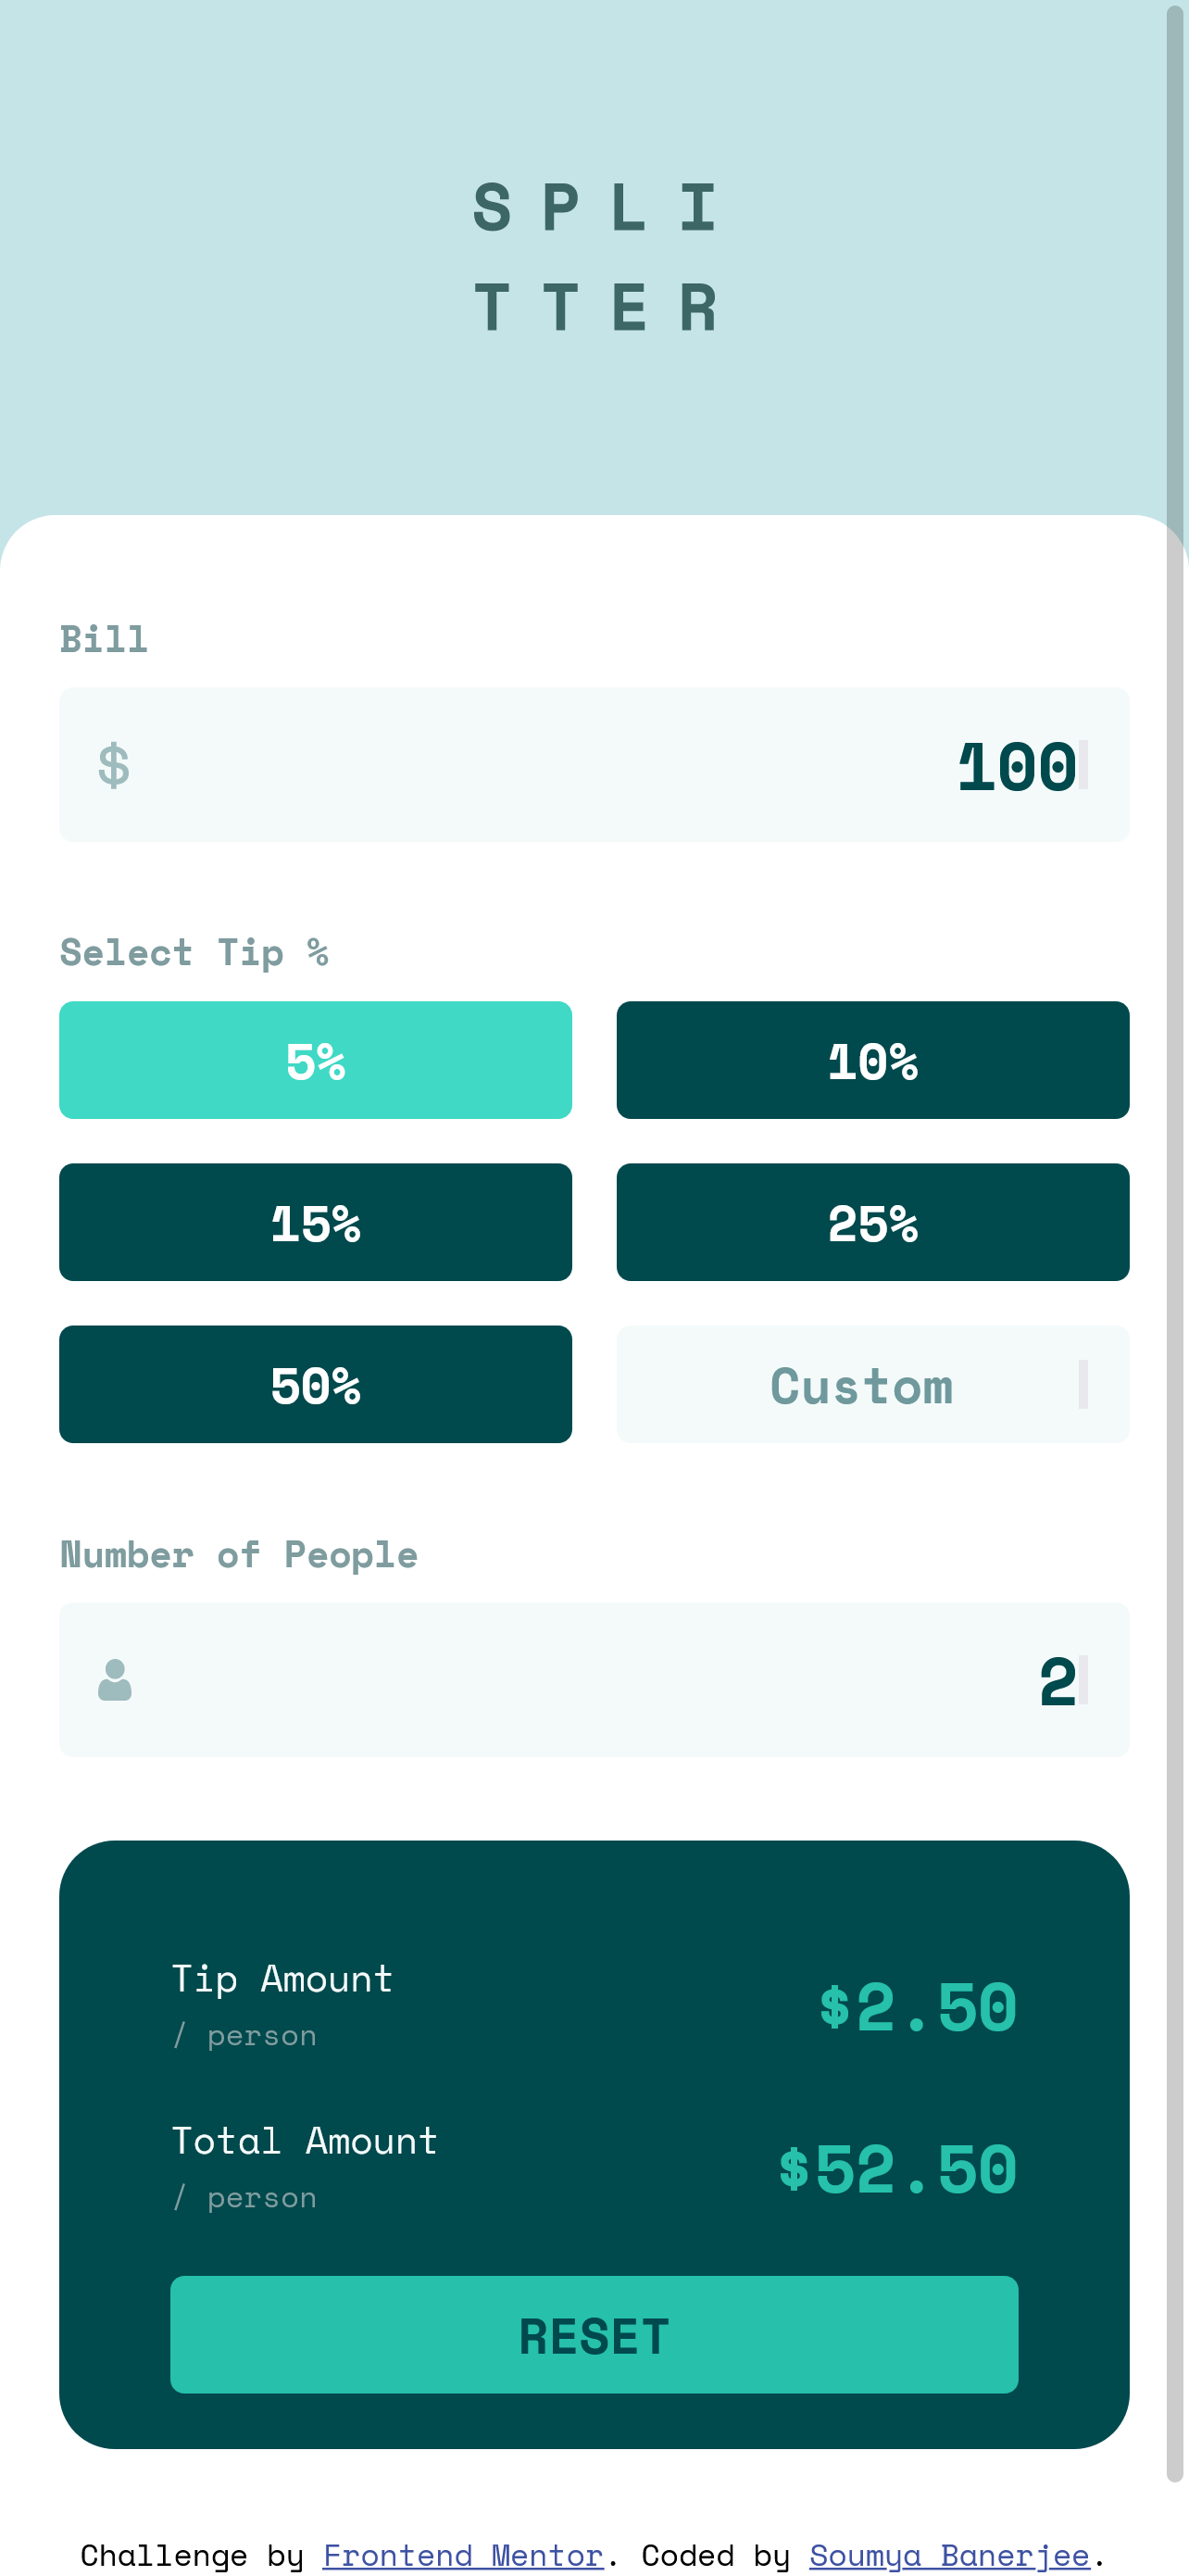 S P L I
T T E R
Bill
$ 100
Select Tip %
5% 10%
15% 25%
50% Custom
Number of People
2
Tip Amount
/ person
$2.50
Total Amount
/ person
$52.50
RESET
Challenge by Frontend Mentor. Coded by Soumya Banerjee.